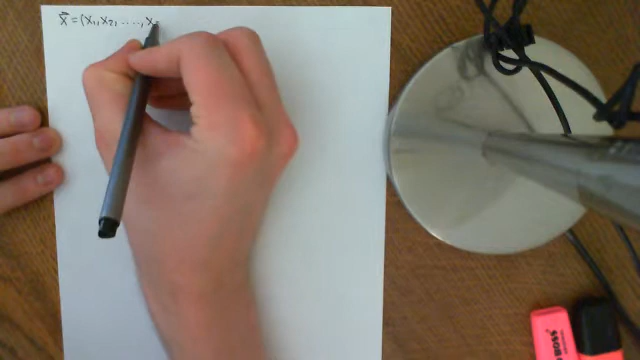 x̄ = (x₁, x₂, ....., x